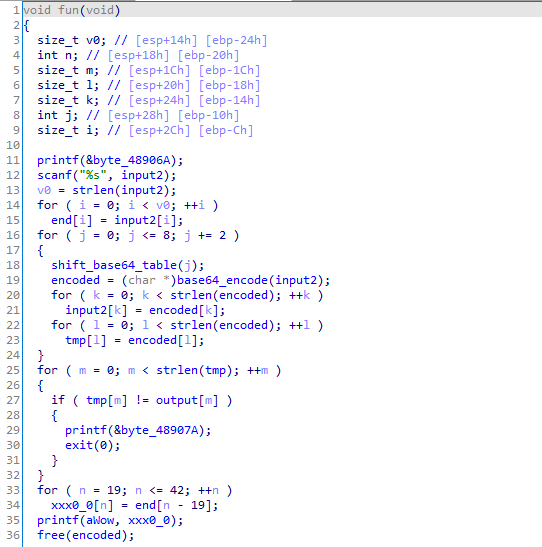 1 void fun(void)
2 {
3 size_t v0; // [esp+14h] [ebp-24h]
4 int n; // [esp+18h] [ebp-20h]
5 size_t m; // [esp+1Ch] [ebp-1Ch]
6 size_t l; // [esp+20h] [ebp-18h]
7 size_t k; // [esp+24h] [ebp-14h]
8 int j; // [esp+28h] [ebp-10h]
9 size_t i; // [esp+2Ch] [ebp-Ch]
10
11 printf(&byte_48906A);
12 scanf("%s", input2);
13 v0 = strlen(input2);
14 for ( i = 0; i < v0; ++i )
15 end[i] = input2[i];
16 for ( j = 0; j <= 8; j += 2 )
17 {
18 shift_base64_table(j);
19 encoded = (char *)base64_encode(input2);
20 for ( k = 0; k < strlen(encoded); ++k )
21 input2[k] = encoded[k];
22 for ( l = 0; l < strlen(encoded); ++l )
23 tmp[l] = encoded[l];
24 }
25 for ( m = 0; m < strlen(tmp); ++m )
26 {
27 if ( tmp[m] != output[m] )
28 {
29 printf(&byte_48907A);
30 exit(0);
31 }
32 }
33 for ( n = 19; n <= 42; ++n )
34 xxx0_0[n] = end[n - 19];
35 printf(aWow, xxx0_0);
36 free(encoded);